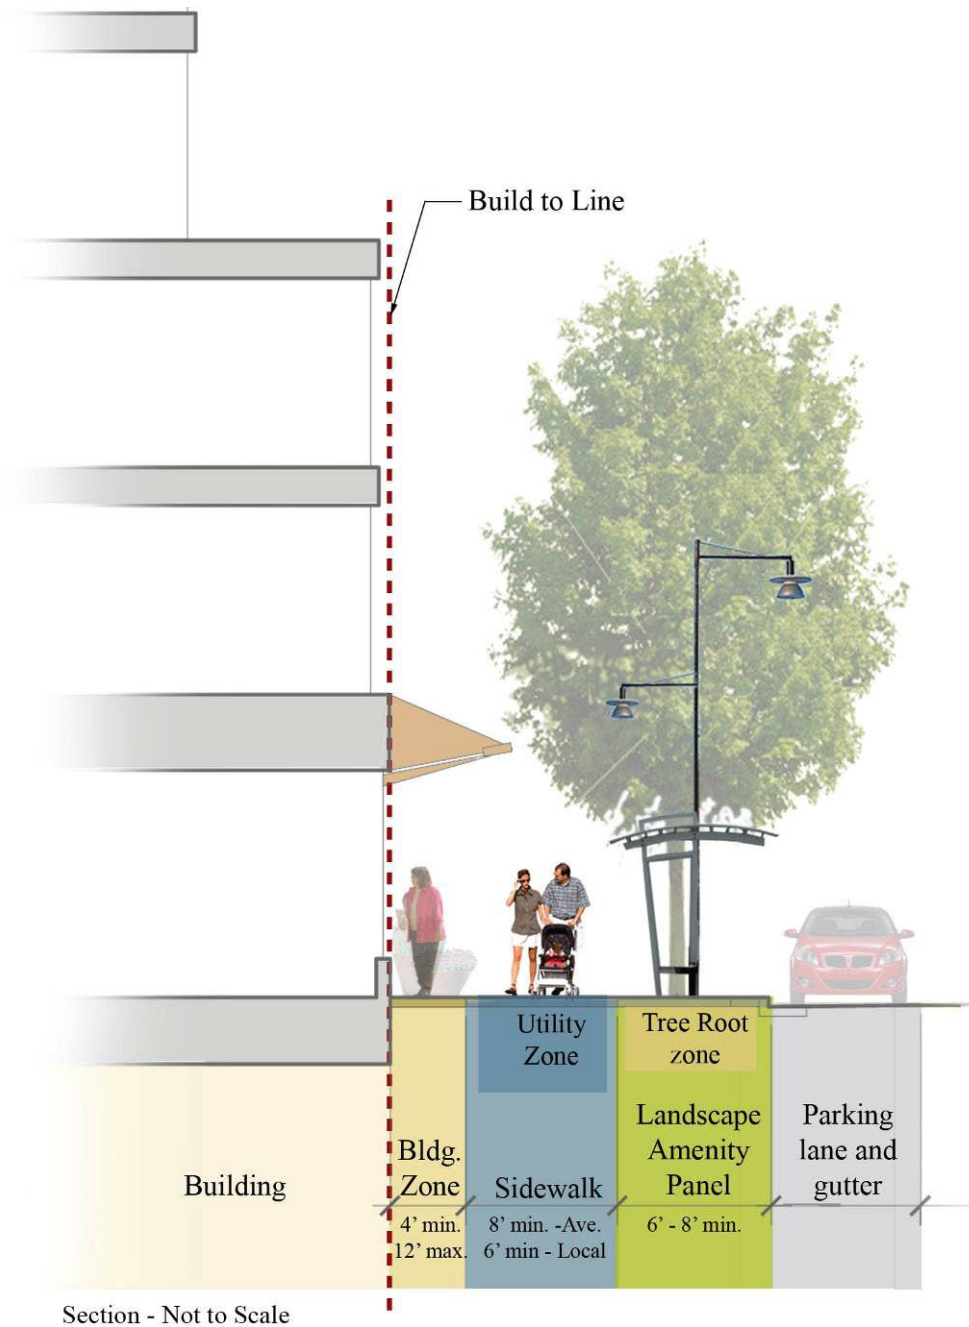 Build to Line
Utility
Zone
Tree Root
zone
Bldg.
Zone
Sidewalk
Landscape
Amenity
Panel
Parking
lane and
gutter
Building
4’ min.
12’ max.
8’ min. -Ave.
6’ min - Local
6’ - 8’ min.
Section - Not to Scale